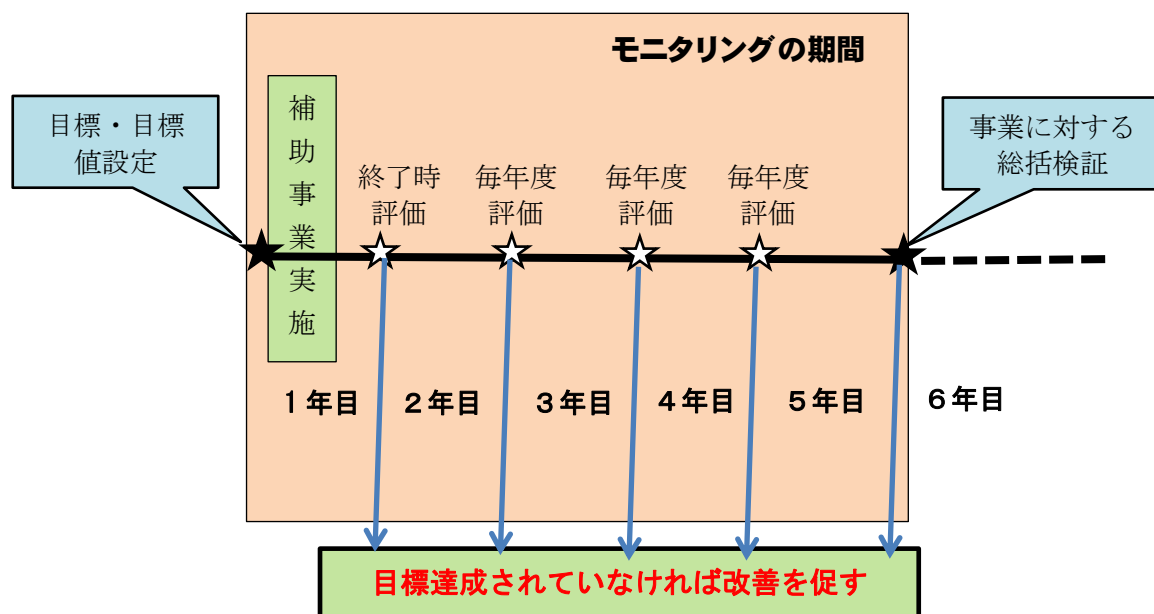 モニタリングの期間
目標・目標
値設定
補
助
事
業
実
施
終了時
評価
毎年度
評価
毎年度
評価
毎年度
評価
事業に対する
総括検証
1年目
2年目
3年目
4年目
5年目
6年目
目標達成されていなければ改善を促す